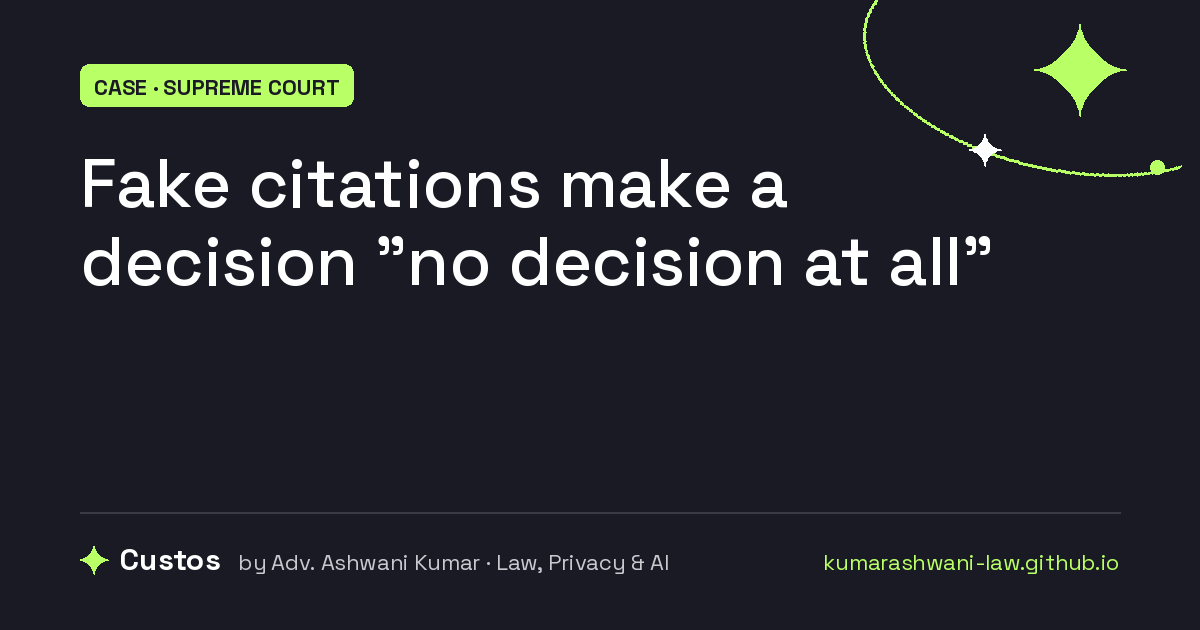 CASE · SUPREME COURT
Fake citations make a
decision ”no decision at all”
Custos by Adv. Ashwani Kumar · Law, Privacy & AI
kumarashwani-law.github.io